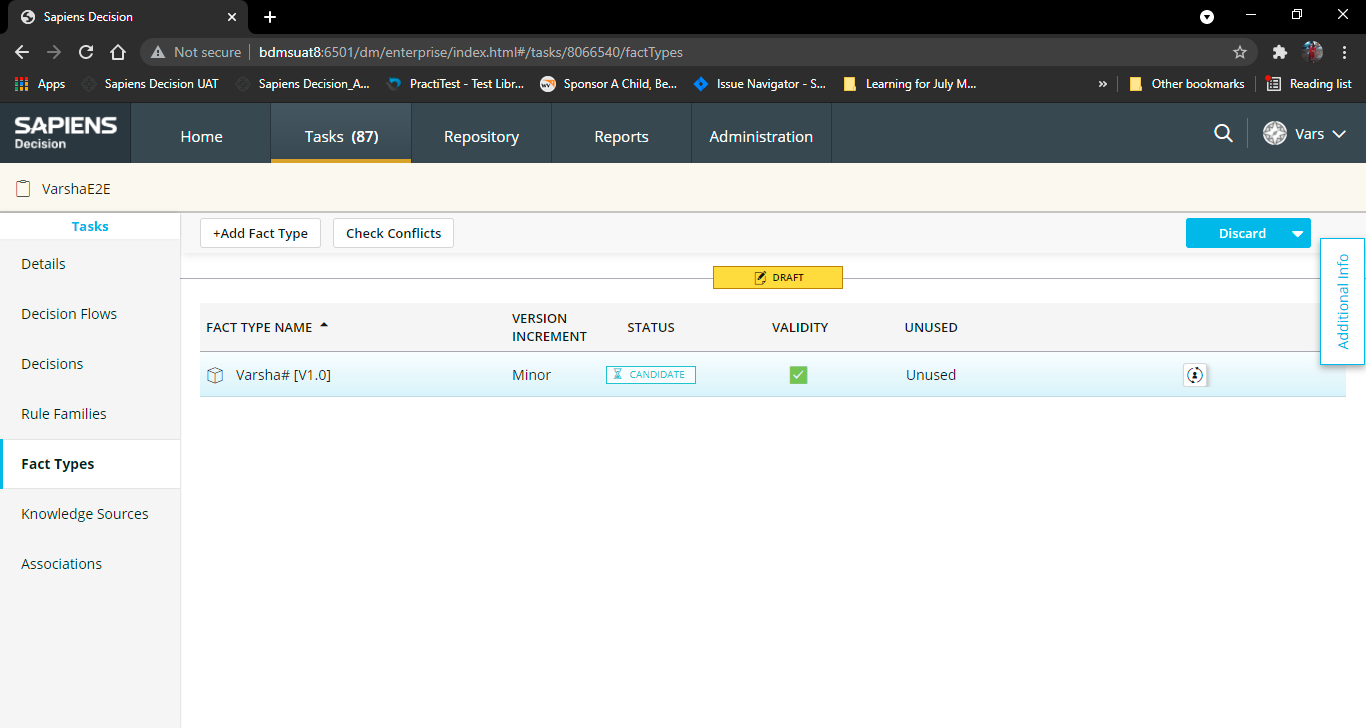 Sapiens Decision
Not secure
bdmsuat8:6501/dm/enterprise/index.html#/tasks/8066540/factTypes
Apps
Sapiens Decision UAT
Sapiens Decision_A...
PractiTest - Test Libr...
Sponsor A Child, Be...
Issue Navigator - S...
Learning for July M...
»
Other bookmarks
Reading list
SAPIENS
Decision
Home
Tasks (87)
Repository
Reports
Administration
Vars
VarshaE2E
Tasks
+Add Fact Type
Check Conflicts
Discard
Details
Decision Flows
Decisions
Rule Families
Fact Types
Knowledge Sources
Associations
DRAFT
Additional Info
FACT TYPE NAME
VERSION
INCREMENT
STATUS
VALIDITY
UNUSED
Varsha# [V1.0]
Minor
CANDIDATE
Unused